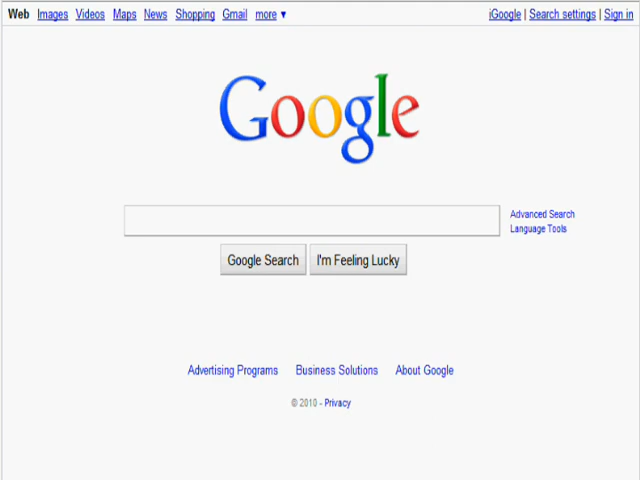 Web Images Videos Maps News Shopping Gmail more ▼ iGoogle | Search settings | Sign in
Google
Advanced Search
Language Tools
Google Search I'm Feeling Lucky
Advertising Programs Business Solutions About Google
© 2010 - Privacy